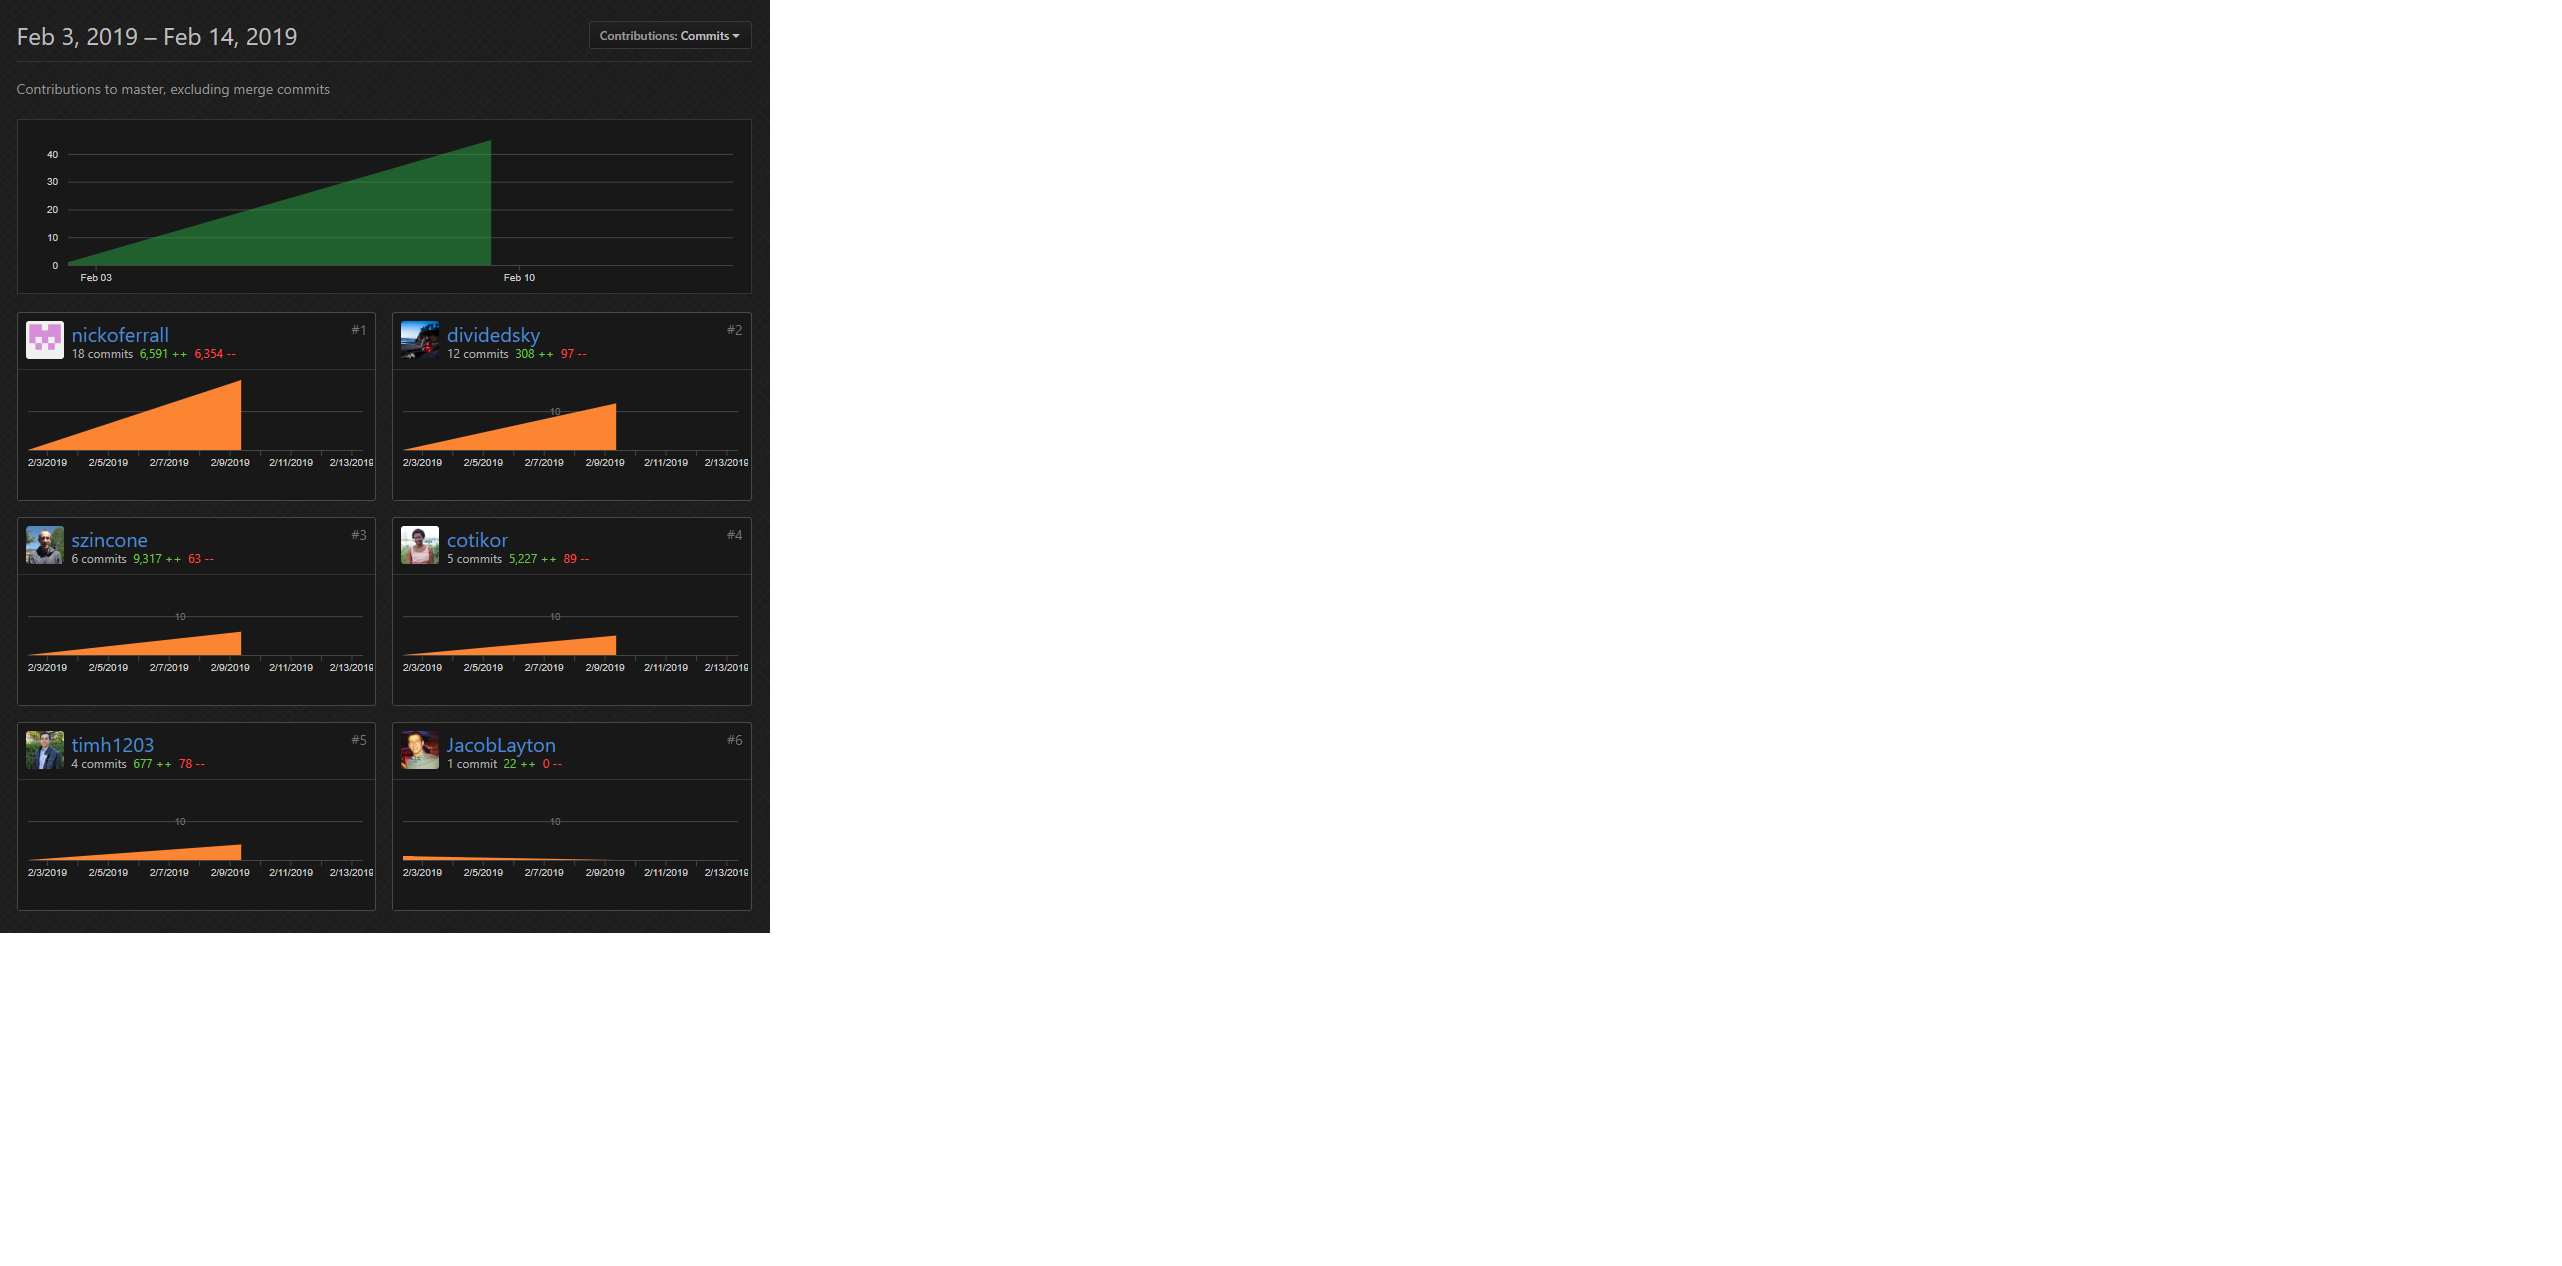 Feb 3, 2019 – Feb 14, 2019
Contributions: Commits
Contributions to master, excluding merge commits
40
30
20
10
0
Feb 03 Feb 10
nickoferrall #1
18 commits 6,591 ++ 6,354 --
2/3/2019 2/5/2019 2/7/2019 2/9/2019 2/11/2019 2/13/2019
dividedsky #2
12 commits 308 ++ 97 --
10
2/3/2019 2/5/2019 2/7/2019 2/9/2019 2/11/2019 2/13/2019
szincone #3
6 commits 9,317 ++ 63 --
10
2/3/2019 2/5/2019 2/7/2019 2/9/2019 2/11/2019 2/13/2019
cotikor #4
5 commits 5,227 ++ 89 --
10
2/3/2019 2/5/2019 2/7/2019 2/9/2019 2/11/2019 2/13/2019
timh1203 #5
4 commits 677 ++ 78 --
10
2/3/2019 2/5/2019 2/7/2019 2/9/2019 2/11/2019 2/13/2019
JacobLayton #6
1 commit 22 ++ 0 --
10
2/3/2019 2/5/2019 2/7/2019 2/9/2019 2/11/2019 2/13/2019